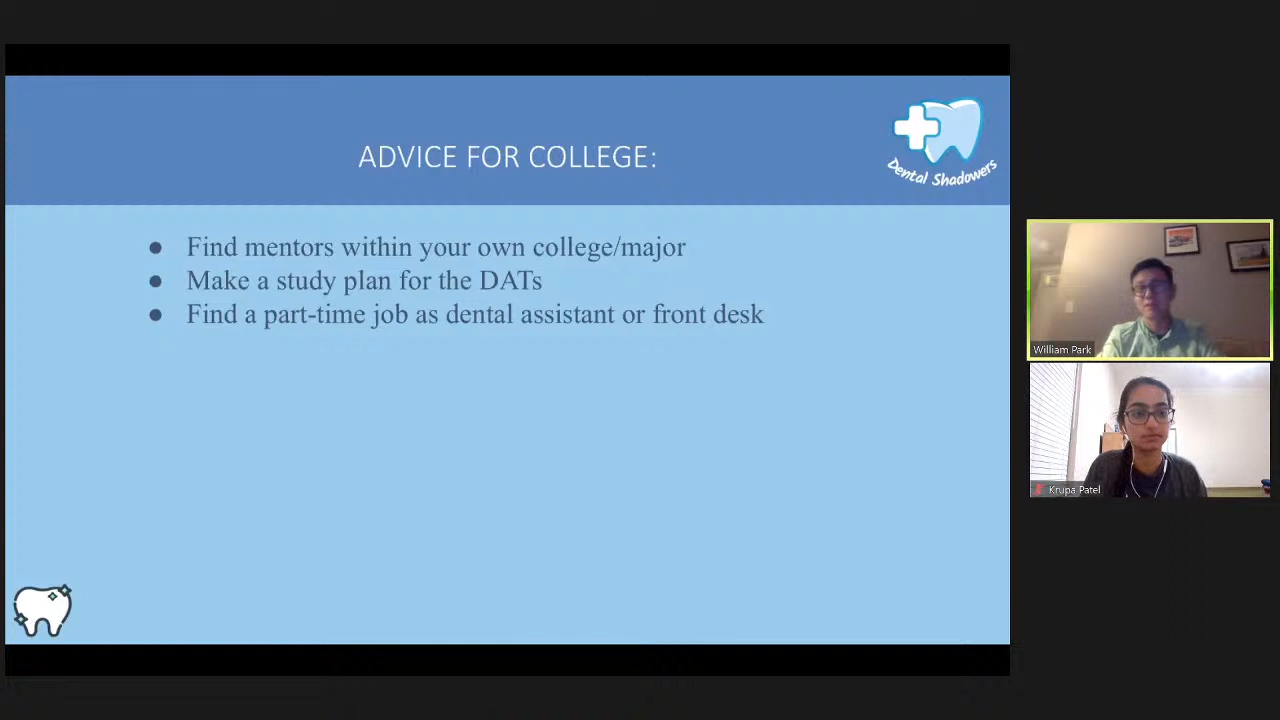 ADVICE FOR COLLEGE:
Dental Shadowers
● Find mentors within your own college/major
● Make a study plan for the DATs
● Find a part-time job as dental assistant or front desk
William Park
Krupa Patel